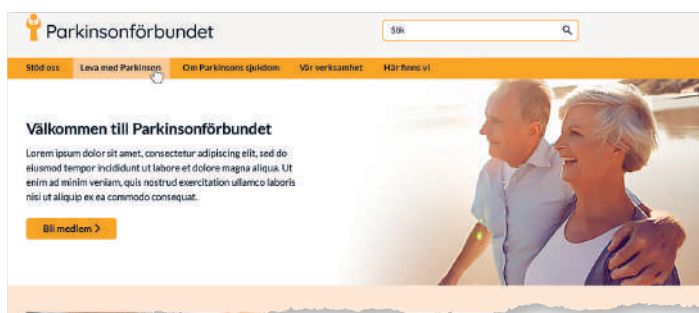 Parkinsonförbundet
Sök
Stöd oss Leva med Parkinson Om Parkinsons sjukdom Vår verksamhet Här finns vi
Välkommen till Parkinsonförbundet
Lorem ipsum dolor sit amet, consectetur adipiscing elit, sed do
eiusmod tempor incididunt ut labore et dolore magna aliqua. Ut
enim ad minim veniam, quis nostrud exercitation ullamco laboris
nisi ut aliquip ex ea commodo consequat.
Bli medlem >